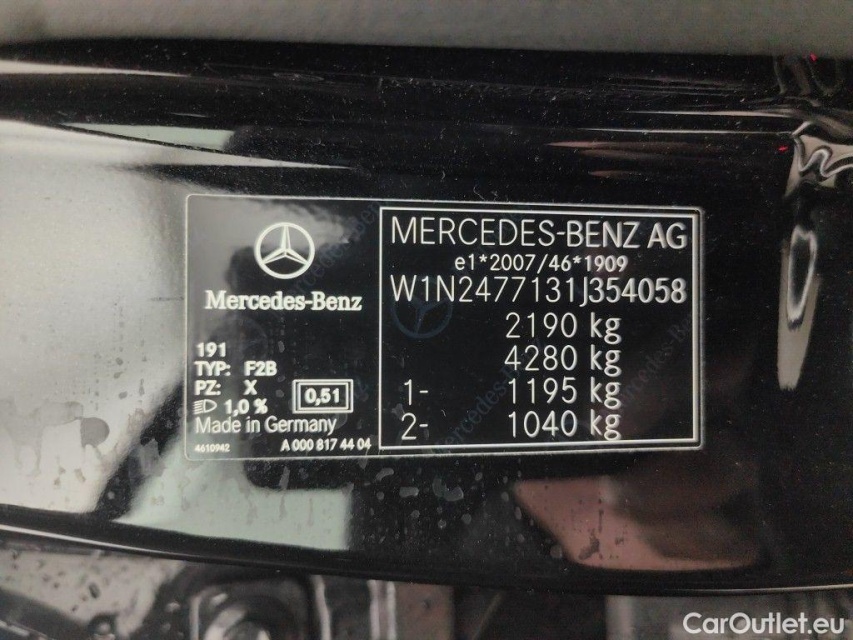 Mercedes-Benz
191
TYP: F2B
PZ: X
1,0 %
0,51
Made in Germany
4610942 A 000 817 44 04
MERCEDES-BENZ AG
e1*2007/46*1909
W1N2477131J354058
2190 kg
4280 kg
1- 1195 kg
2- 1040 kg
CarOutlet.eu